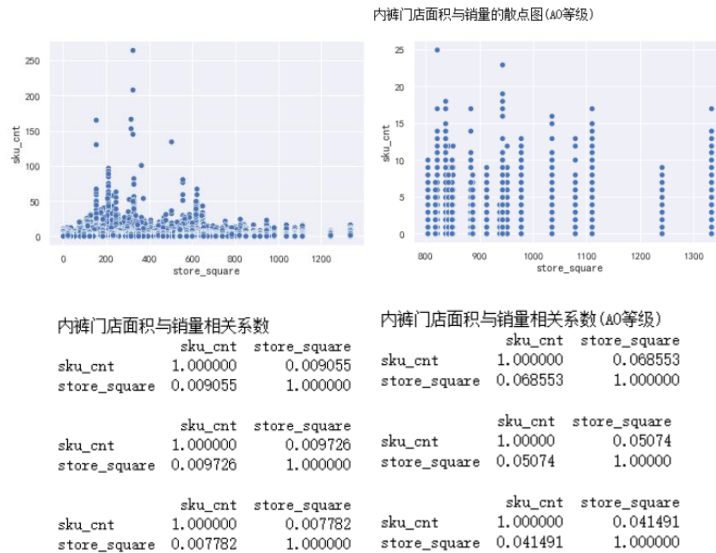 内裤门店面积与销量的散点图(A0等级)
250
200
150
100
50
0
sku_cnt
0 200 400 600 800 1000 1200
store_square
25
20
15
10
5
0
sku_cnt
800 900 1000 1100 1200 1300
store_square
内裤门店面积与销量相关系数
sku_cnt store_square
sku_cnt 1.000000 0.009055
store_square 0.009055 1.000000
sku_cnt store_square
sku_cnt 1.000000 0.009726
store_square 0.009726 1.000000
sku_cnt store_square
sku_cnt 1.000000 0.007782
store_square 0.007782 1.000000
内裤门店面积与销量相关系数(A0等级)
sku_cnt store_square
sku_cnt 1.000000 0.068553
store_square 0.068553 1.000000
sku_cnt store_square
sku_cnt 1.00000 0.05074
store_square 0.05074 1.00000
sku_cnt store_square
sku_cnt 1.000000 0.041491
store_square 0.041491 1.000000